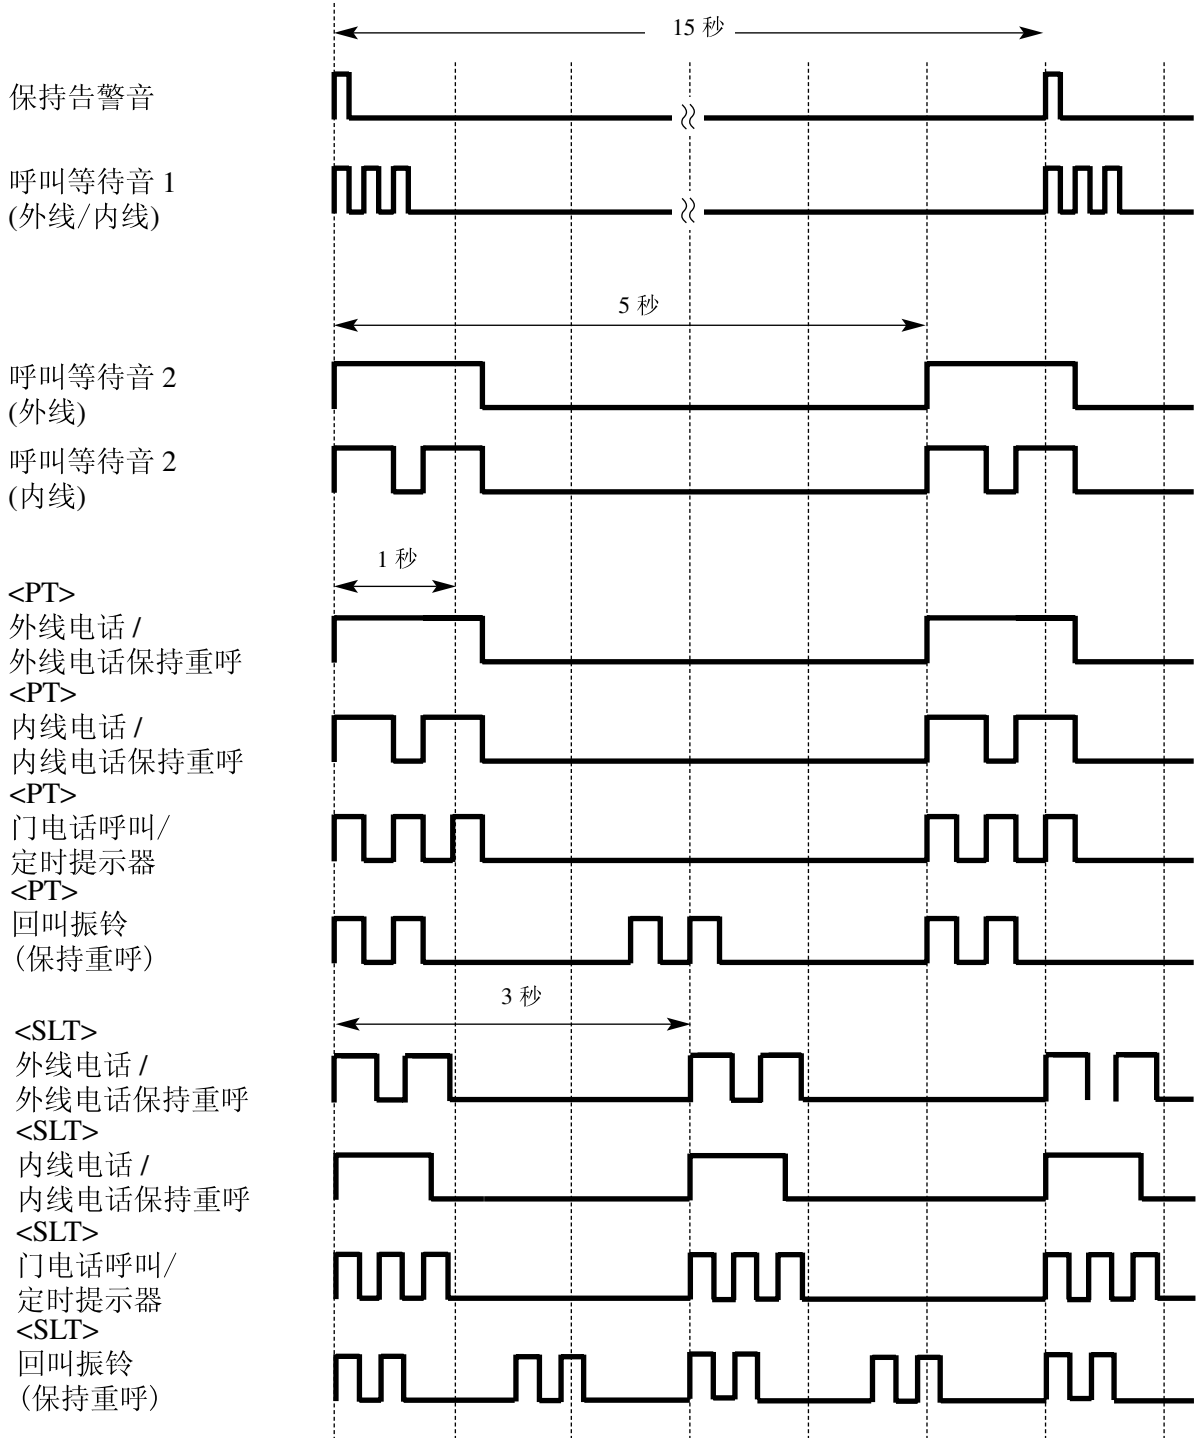 15 秒
保持告警音
呼叫等待音 1
(外线/内线)
5 秒
呼叫等待音 2
(外线)
呼叫等待音 2
(内线)
1 秒
<PT>
外线电话 /
外线电话保持重呼
<PT>
内线电话 /
内线电话保持重呼
<PT>
门电话呼叫/
定时提示器
<PT>
回叫振铃
(保持重呼)
3 秒
<SLT>
外线电话 /
外线电话保持重呼
<SLT>
内线电话 /
内线电话保持重呼
<SLT>
门电话呼叫/
定时提示器
<SLT>
回叫振铃
(保持重呼)